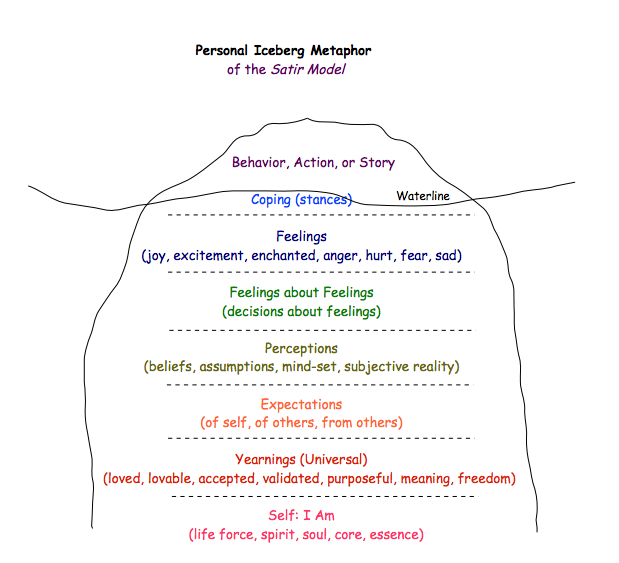 Personal Iceberg Metaphor
of the Satir Model
Behavior, Action, or Story
Waterline
Coping (stances)
Feelings
(joy, excitement, enchanted, anger, hurt, fear, sad)
Feelings about Feelings
(decisions about feelings)
Perceptions
(beliefs, assumptions, mind-set, subjective reality)
Expectations
(of self, of others, from others)
Yearnings (Universal)
(loved, lovable, accepted, validated, purposeful, meaning, freedom)
Self: I Am
(life force, spirit, soul, core, essence)